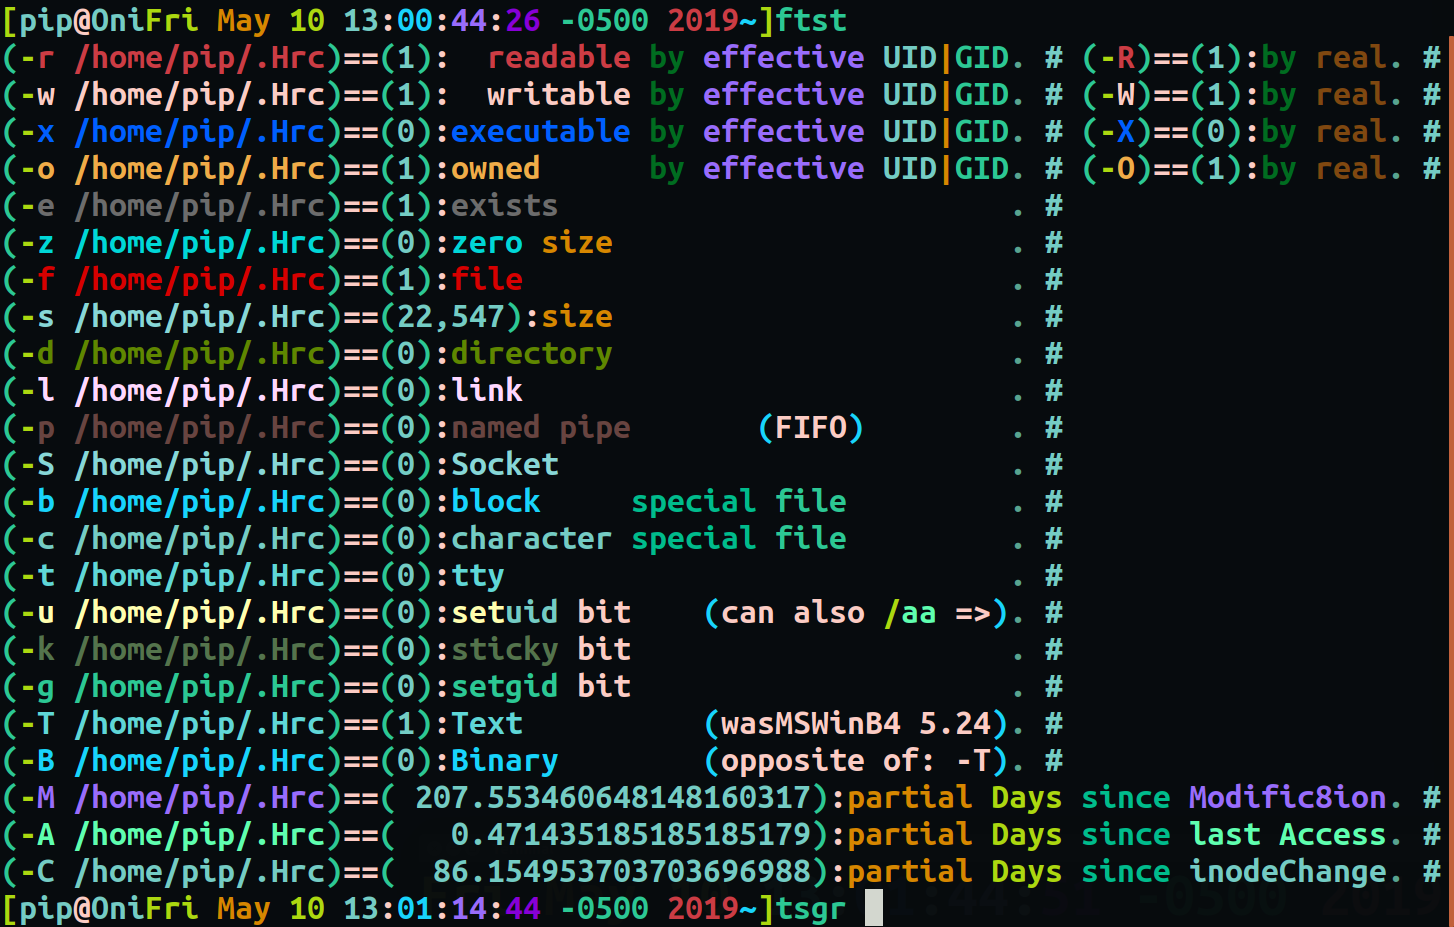 [pip@OniFri May 10 13:00:44:26 -0500 2019~]ftst
(-r /home/pip/.Hrc)==(1):  readable by effective UID|GID. # (-R)==(1):by real. #
(-w /home/pip/.Hrc)==(1):  writable by effective UID|GID. # (-W)==(1):by real. #
(-x /home/pip/.Hrc)==(0):executable by effective UID|GID. # (-X)==(0):by real. #
(-o /home/pip/.Hrc)==(1):owned      by effective UID|GID. # (-O)==(1):by real. #
(-e /home/pip/.Hrc)==(1):exists                         . #
(-z /home/pip/.Hrc)==(0):zero size                      . #
(-f /home/pip/.Hrc)==(1):file                           . #
(-s /home/pip/.Hrc)==(22,547):size                      . #
(-d /home/pip/.Hrc)==(0):directory                      . #
(-l /home/pip/.Hrc)==(0):link                           . #
(-p /home/pip/.Hrc)==(0):named pipe       (FIFO)        . #
(-S /home/pip/.Hrc)==(0):Socket                         . #
(-b /home/pip/.Hrc)==(0):block     special file         . #
(-c /home/pip/.Hrc)==(0):character special file         . #
(-t /home/pip/.Hrc)==(0):tty                            . #
(-u /home/pip/.Hrc)==(0):setuid bit    (can also /aa =>). #
(-k /home/pip/.Hrc)==(0):sticky bit                     . #
(-g /home/pip/.Hrc)==(0):setgid bit                     . #
(-T /home/pip/.Hrc)==(1):Text          (wasMSWinB4 5.24). #
(-B /home/pip/.Hrc)==(0):Binary        (opposite of: -T). #
(-M /home/pip/.Hrc)==( 207.553460648148160317):partial Days since Modific8ion. #
(-A /home/pip/.Hrc)==(   0.471435185185185179):partial Days since last Access. #
(-C /home/pip/.Hrc)==(  86.154953703703696988):partial Days since inodeChange. #
[pip@OniFri May 10 13:01:14:44 -0500 2019~]tsgr